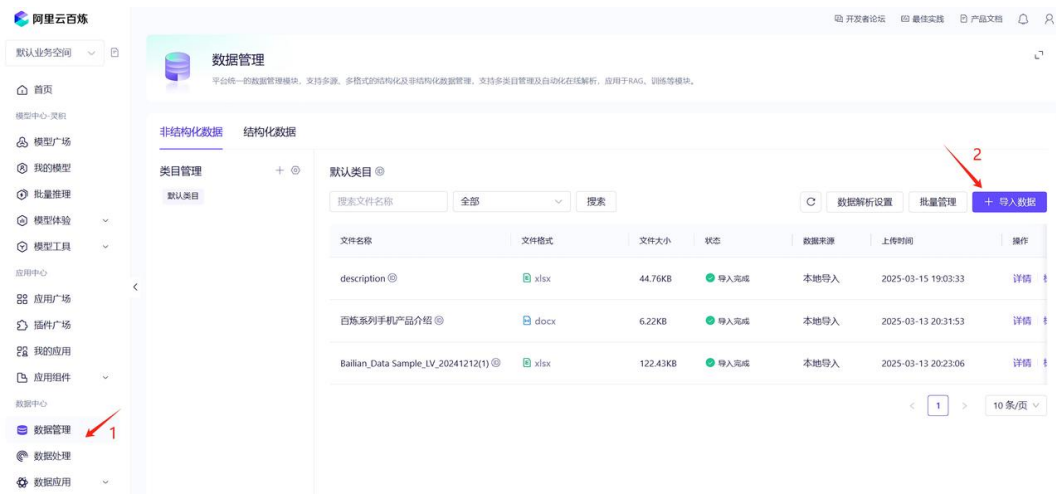 阿里云百炼
开发者论坛 最佳实践 产品文档
默认业务空间
数据管理
平台统一的数据管理模块，支持多源、多格式的结构化及非结构化数据管理，支持多类目管理及自动化在线解析，应用于RAG、训练等模块。
首页
模型中心·灵积
模型广场
我的模型
批量推理
模型体验
模型工具
应用中心
应用广场
插件广场
我的应用
应用组件
数据中心
数据管理 1
数据处理
数据应用
非结构化数据 结构化数据
类目管理
默认类目
默认类目
2
搜索文件名称 全部 搜索 数据解析设置 批量管理 + 导入数据
文件名称 文件格式 文件大小 状态 数据来源 上传时间 操作
description xlsx 44.76KB 导入完成 本地导入 2025-03-15 19:03:33 详情
百炼系列手机产品介绍 docx 6.22KB 导入完成 本地导入 2025-03-13 20:31:53 详情
Bailian_Data Sample_LV_20241212(1) xlsx 122.43KB 导入完成 本地导入 2025-03-13 20:23:06 详情
< 1 > 10 条/页